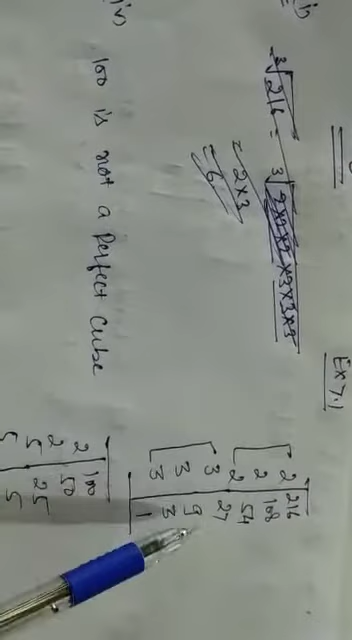 Ex 7.1
∛216 = ∛2×2×2×3×3×3
= 2×3
= 6
2 | 216
2 | 108
2 | 54
3 | 27
3 | 9
3 | 3
1
iv)
100 is not a Perfect Cube
2 | 100
2 | 50
5 | 25
5 | 5